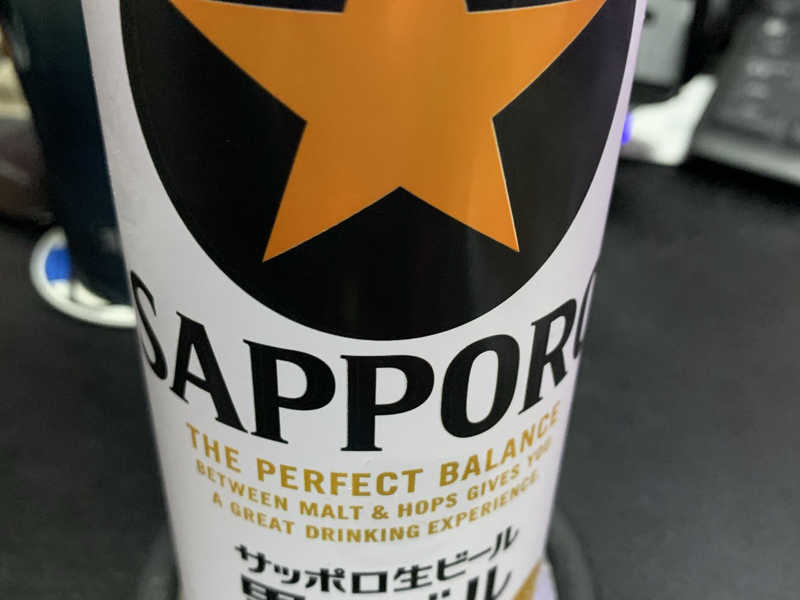 SAPPORO
THE PERFECT BALANCE
BETWEEN MALT & HOPS GIVES YOU
A GREAT DRINKING EXPERIENCE.
サッポロ生ビール